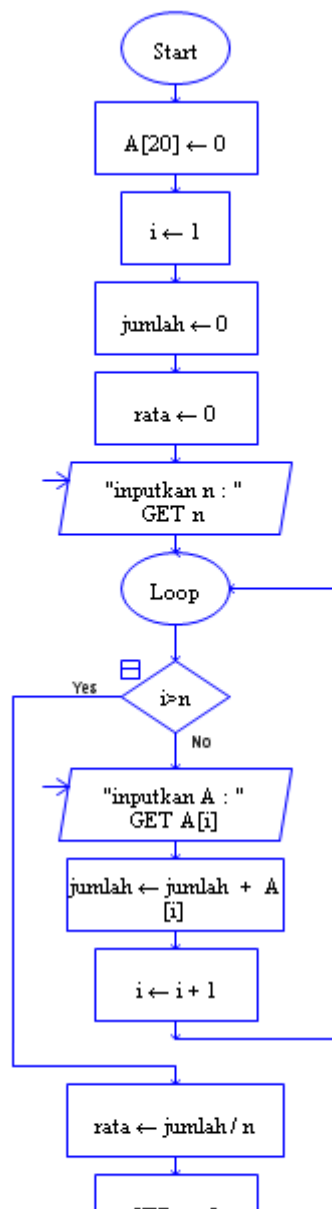 Start
A[20] ← 0
i ← 1
jumlah ← 0
rata ← 0
"inputkan n : "
GET n
Loop
Yes
i>n
No
"inputkan A : "
GET A[i]
jumlah ← jumlah + A
[i]
i ← i + 1
rata ← jumlah / n